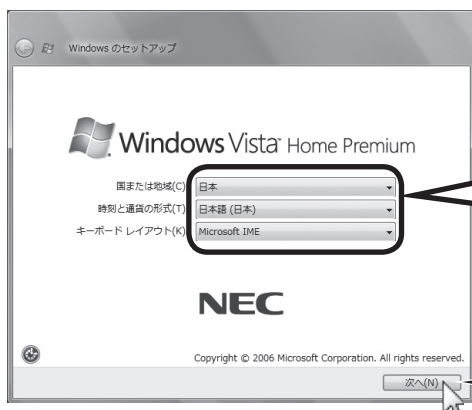 Windows のセットアップ
Windows Vista™ Home Premium
国または地域(C) 日本
時刻と通貨の形式(T) 日本語 (日本)
キーボード レイアウト(K) Microsoft IME
NEC
Copyright © 2006 Microsoft Corporation. All rights reserved.
次へ(N)